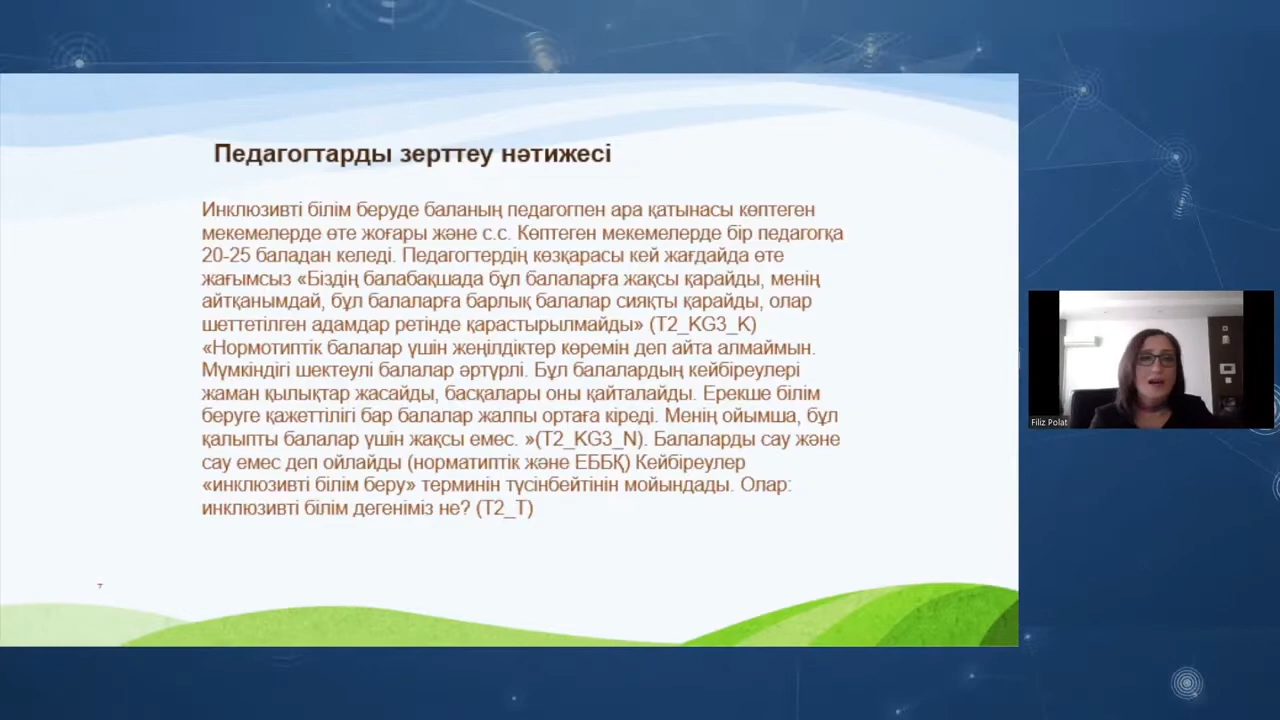 Педагогтарды зерттеу нәтижесі
Инклюзивті білім беруде баланың педагогпен ара қатынасы көптеген
мекемелерде өте жоғары және с.с. Көптеген мекемелерде бір педагогқа
20-25 баладан келеді. Педагогтердің көзқарасы кей жағдайда өте
жағымсыз «Біздің балабақшада бұл балаларға жақсы қарайды, менің
айтқанымдай, бұл балаларға барлық балалар сияқты қарайды, олар
шеттетілген адамдар ретінде қарастырылмайды» (T2_KG3_K)
«Нормотиптік балалар үшін жеңілдіктер көремін деп айта алмаймын.
Мүмкіндігі шектеулі балалар әртүрлі. Бұл балалардың кейбіреулері
жаман қылықтар жасайды, басқалары оны қайталайды. Ерекше білім
беруге қажеттілігі бар балалар жалпы ортаға кіреді. Менің ойымша, бұл
қалыпты балалар үшін жақсы емес. »(T2_KG3_N). Балаларды сау және
сау емес деп ойлайды (норматиптік және ЕББҚ) Кейбіреулер
«инклюзивті білім беру» терминін түсінбейтінін мойындады. Олар:
инклюзивті білім дегеніміз не? (T2_T)
7
Filiz Polat